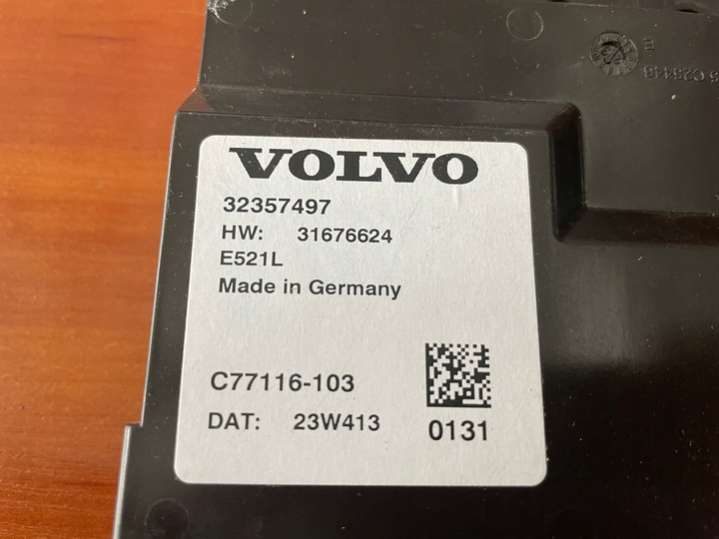 VOLVO
32357497
HW: 31676624
E521L
Made in Germany
C77116-103
DAT: 23W413
0131